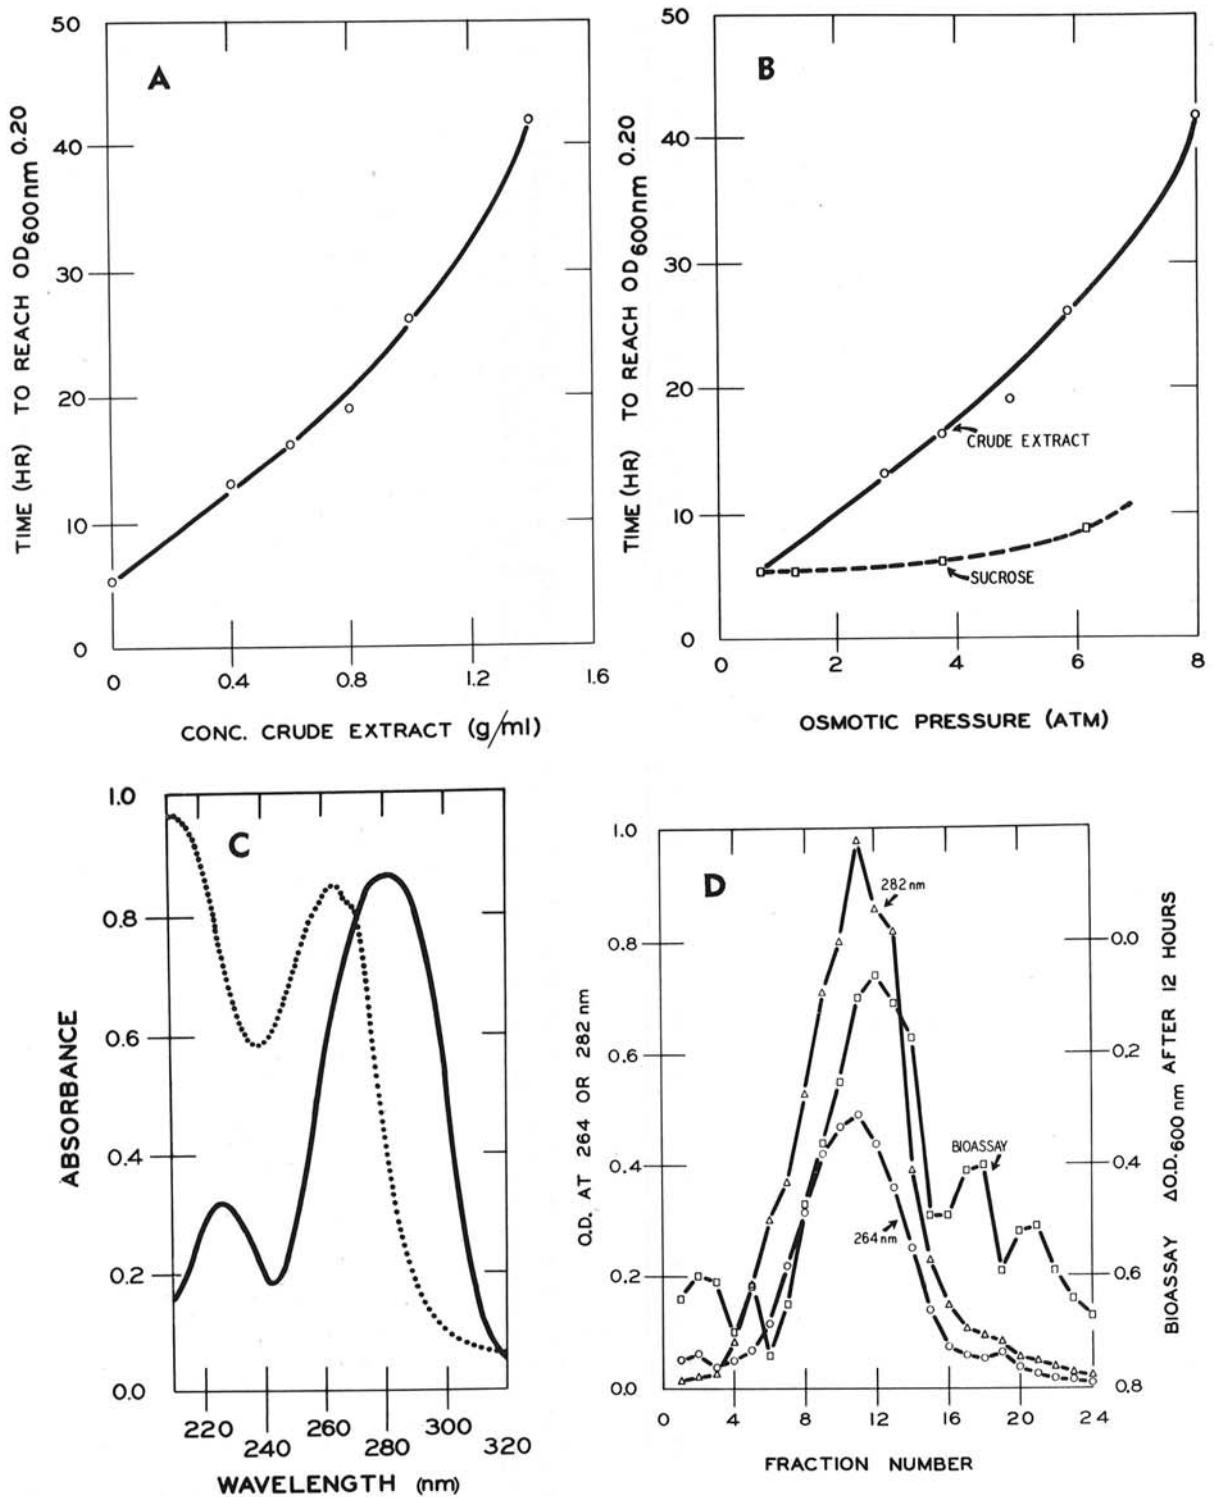 A
50
40
30
20
10
0
0 0.4 0.8 1.2 1.6
TIME (HR) TO REACH OD600nm 0.20
CONC. CRUDE EXTRACT (g/ml)
B
50
40
30
20
10
0
0 2 4 6 8
TIME (HR) TO REACH OD600nm 0.20
CRUDE EXTRACT
SUCROSE
OSMOTIC PRESSURE (ATM)
C
1.0
0.8
0.6
0.4
0.2
0.0
220 260 300
240 280 320
ABSORBANCE
WAVELENGTH (nm)
D
1.0
0.8
0.6
0.4
0.2
0.0
0 4 8 12 16 20 24
O.D. AT 264 OR 282 nm
282 nm
BIOASSAY
264 nm
0.0
0.2
0.4
0.6
0.8
BIOASSAY ΔO.D.600 nm AFTER 12 HOURS
FRACTION NUMBER